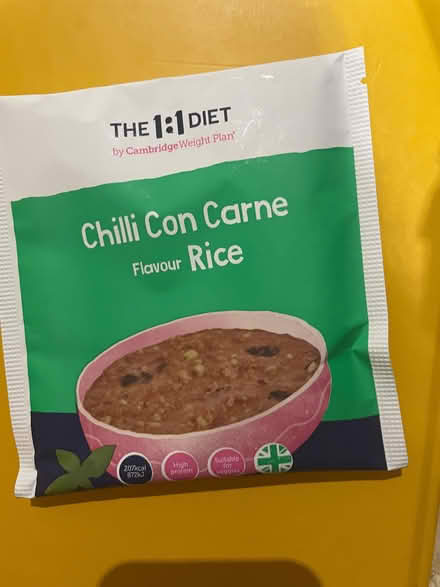 THE 1:1 DIET
by Cambridge Weight Plan®
Chilli Con Carne
Flavour Rice
207kcal
872kJ
High
protein
Suitable
for
veggies